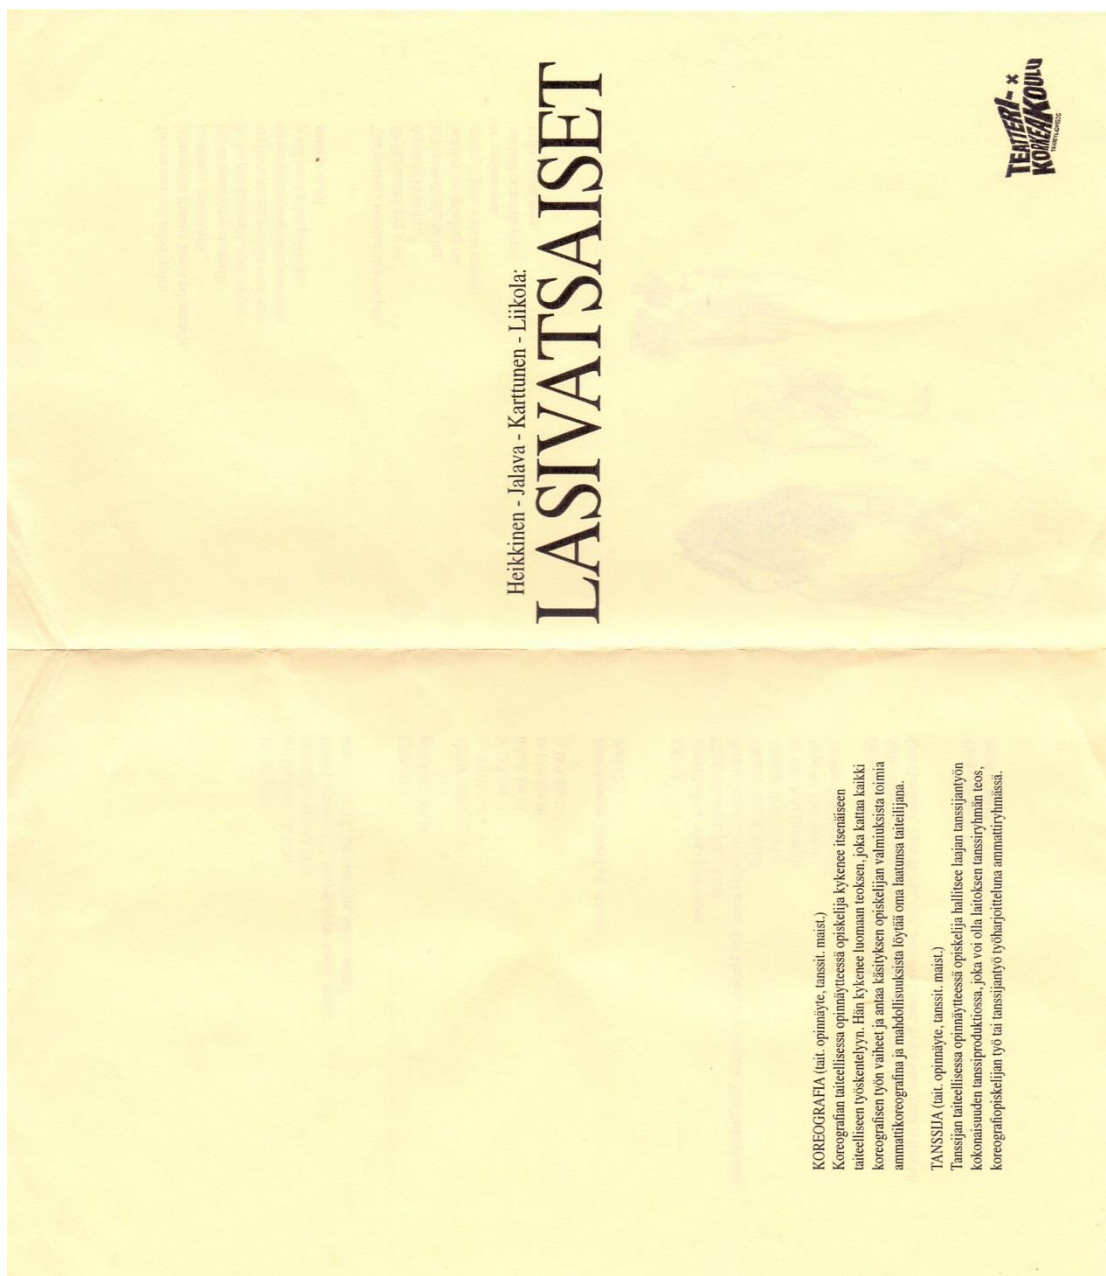 Heikkinen - Jalava - Karttunen - Liikola:
LASIVATSAISET
TEATTERI-
KORKEAKOULU
KOREOGRAFIA (tait. opinnäyte, tanssit. maist.)
Koreografian taiteellisessa opinnäytteessä opiskelija kykenee itsenäiseen
taiteelliseen työskentelyyn. Hän kykenee luomaan teoksen, joka kattaa kaikki
koreografisen työn vaiheet ja antaa käsityksen opiskelijan valmiuksista toimia
ammattikoreografina ja mahdollisuuksista löytää oma laatunsa taiteilijana.
TANSSIJA (tait. opinnäyte, tanssit. maist.)
Tanssijan taiteellisessa opinnäytteessä opiskelija hallitsee laajan tanssijantyön
kokonaisuuden tanssiproduktiossa, joka voi olla laitoksen tanssiryhmän teos,
koreografiopiskelijan työ tai tanssijantyö työharjoitteluna ammattiryhmässä.